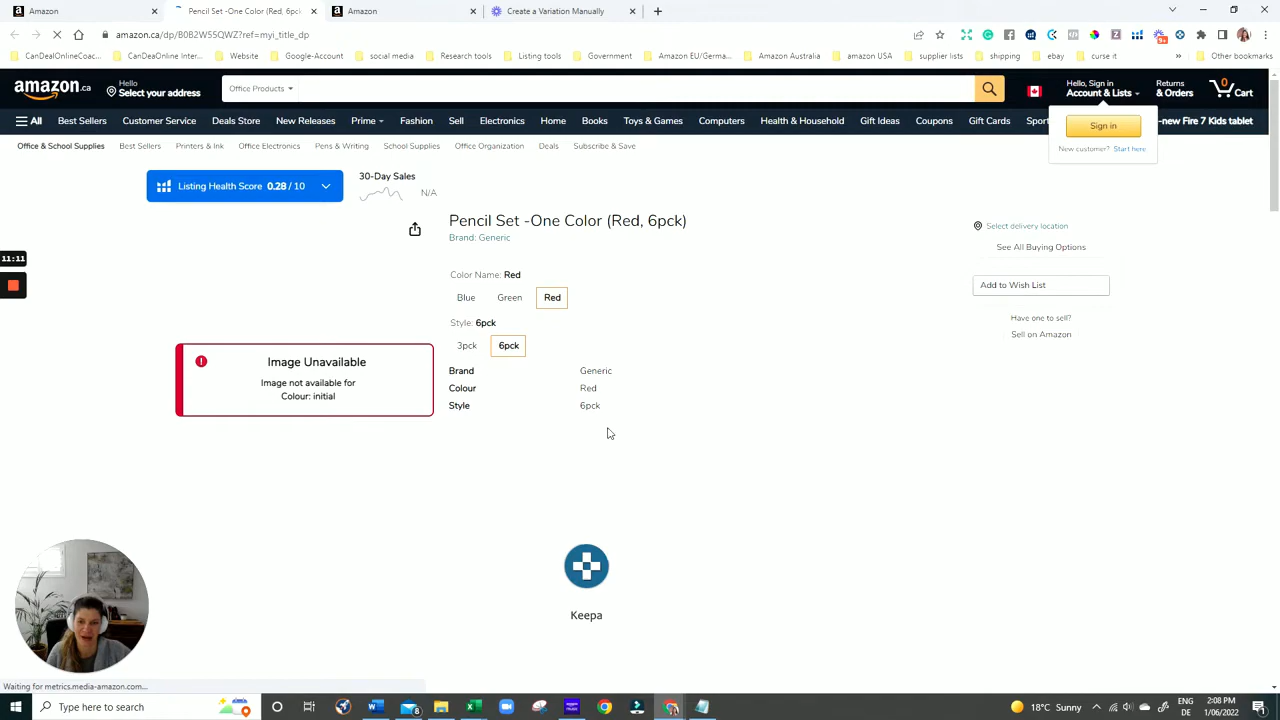 Amazon
Pencil Set -One Color (Red, 6pck
Amazon
Create a Variation Manually
amazon.ca/dp/B0B2W5SQWZ?ref=myi_title_dp
CanDealOnlineCoac...
CanDealOnline Inter...
Website
Google-Account
social media
Research tools
Listing tools
Government
Amazon EU/Germa...
Amazon Australia
amazon USA
supplier lists
shipping
ebay
curse it
»
Other bookmarks
amazon.ca
Hello
Select your address
Office Products
Hello, Sign in
Account & Lists
Returns
& Orders
0
Cart
All
Best Sellers
Customer Service
Deals Store
New Releases
Prime
Fashion
Sell
Electronics
Home
Books
Toys & Games
Computers
Health & Household
Gift Ideas
Coupons
Gift Cards
Spor
-new Fire 7 Kids tablet
Sign in
New customer? Start here
Office & School Supplies
Best Sellers
Printers & Ink
Office Electronics
Pens & Writing
School Supplies
Office Organization
Deals
Subscribe & Save
Listing Health Score 0.28 / 10
30-Day Sales
N/A
Pencil Set -One Color (Red, 6pck)
Brand: Generic
Color Name: Red
Blue
Green
Red
Style: 6pck
3pck
6pck
Brand Generic
Colour Red
Style 6pck
Image Unavailable
Image not available for
Colour: initial
Select delivery location
See All Buying Options
Add to Wish List
Have one to sell?
Sell on Amazon
11:11
Keepa
Waiting for metrics.media-amazon.com...
Type here to search
8
18°C Sunny
ENG
DE
2:08 PM
1/06/2022